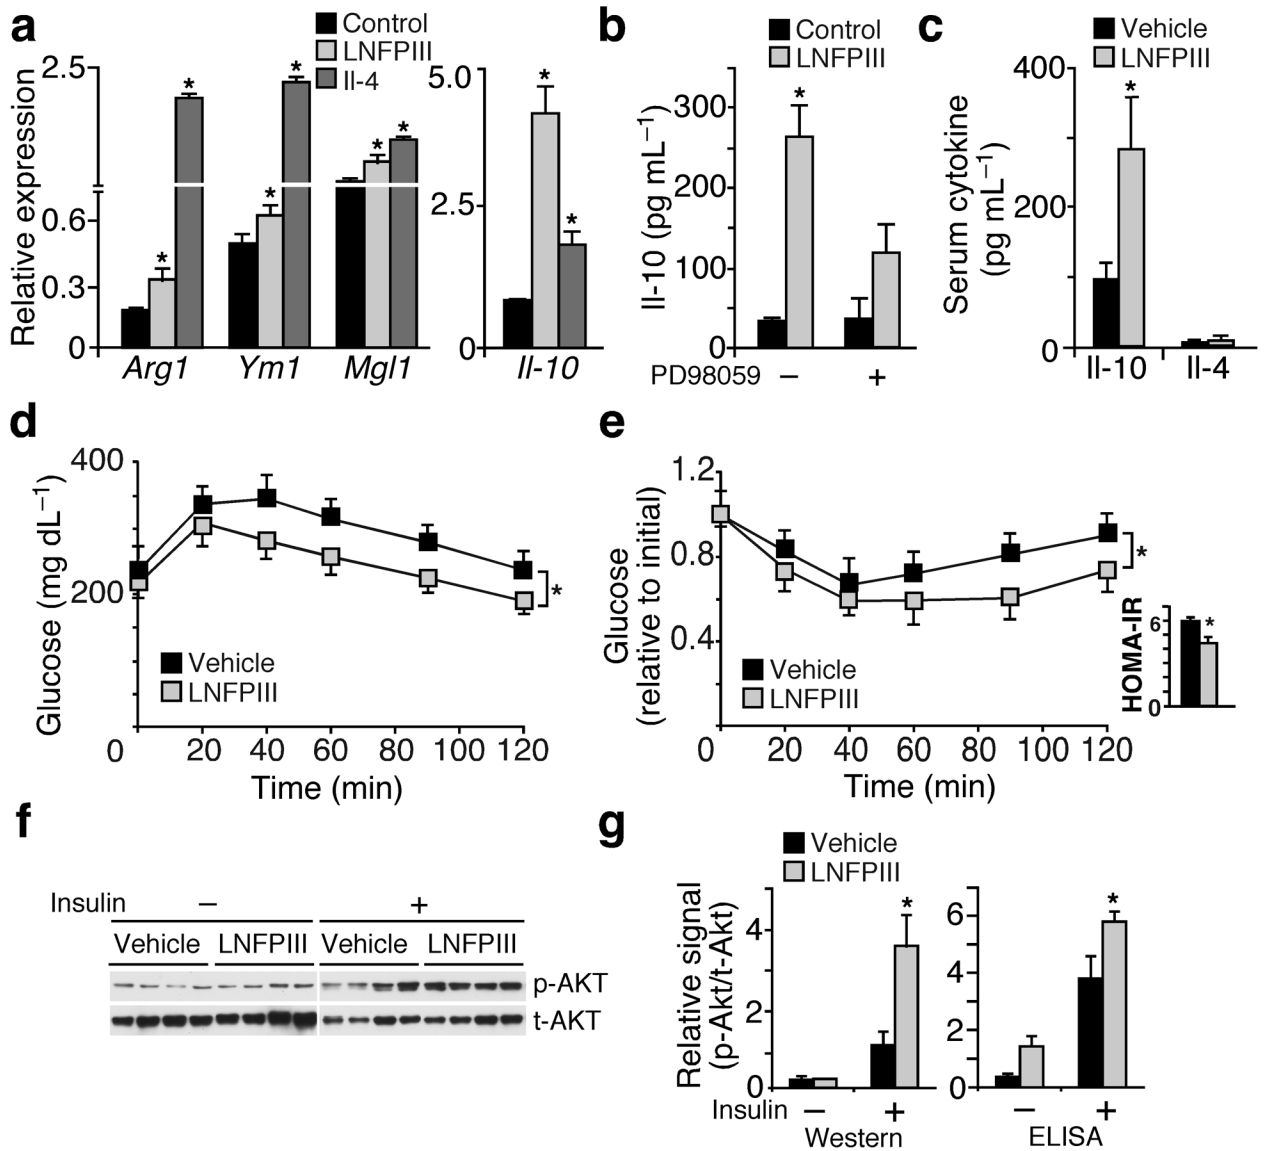 a
Control
LNFPIII
Il-4
Relative expression
2.5
0.6
0.3
0
* * * * * *
Arg1 Ym1 Mgl1
5.0
2.5
0
* *
Il-10
b
Control
LNFPIII
Il-10 (pg mL−1)
300
200
100
0
*
PD98059 − +
c
Vehicle
LNFPIII
Serum cytokine
(pg mL−1)
400
200
0
*
Il-10 Il-4
d
Glucose (mg dL−1)
400
200
*
Vehicle
LNFPIII
0 20 40 60 80 100 120
Time (min)
e
Glucose
(relative to initial)
1.2
0.8
0.4
*
Vehicle
LNFPIII
0 20 40 60 80 100 120
Time (min)
HOMA-IR
6
0
*
f
Insulin − +
Vehicle LNFPIII Vehicle LNFPIII
p-AKT
t-AKT
g
Vehicle
LNFPIII
Relative signal
(p-Akt/t-Akt)
4
2
0
*
6
4
2
0
*
Insulin − + − +
Western ELISA